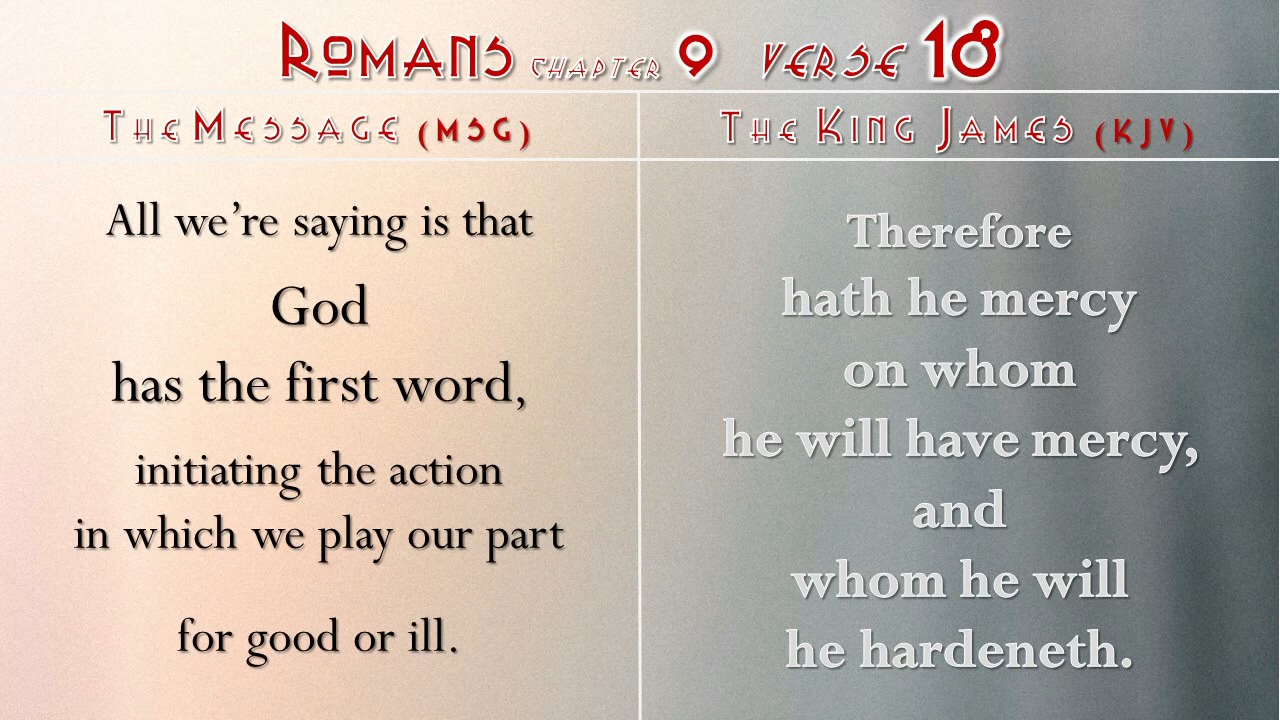 Romans chapter 9 verse 18
The Message (MSG)
All we’re saying is that
God
has the first word,
initiating the action
in which we play our part
for good or ill.
The King James (KJV)
Therefore
hath he mercy
on whom
he will have mercy,
and
whom he will
he hardeneth.